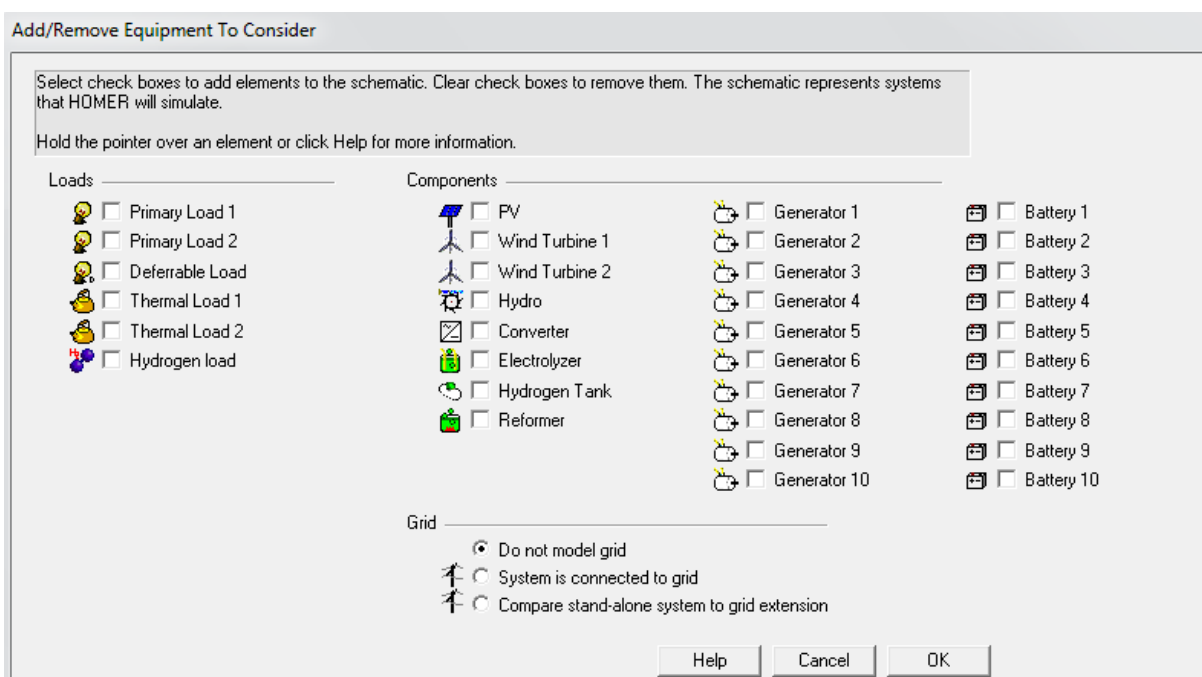 Add/Remove Equipment To Consider
Select check boxes to add elements to the schematic. Clear check boxes to remove them. The schematic represents systems
that HOMER will simulate.
Hold the pointer over an element or click Help for more information.
Loads
Primary Load 1
Primary Load 2
Deferrable Load
Thermal Load 1
Thermal Load 2
Hydrogen load
Components
PV
Wind Turbine 1
Wind Turbine 2
Hydro
Converter
Electrolyzer
Hydrogen Tank
Reformer
Generator 1
Generator 2
Generator 3
Generator 4
Generator 5
Generator 6
Generator 7
Generator 8
Generator 9
Generator 10
Battery 1
Battery 2
Battery 3
Battery 4
Battery 5
Battery 6
Battery 7
Battery 8
Battery 9
Battery 10
Grid
Do not model grid
System is connected to grid
Compare stand-alone system to grid extension
Help
Cancel
OK